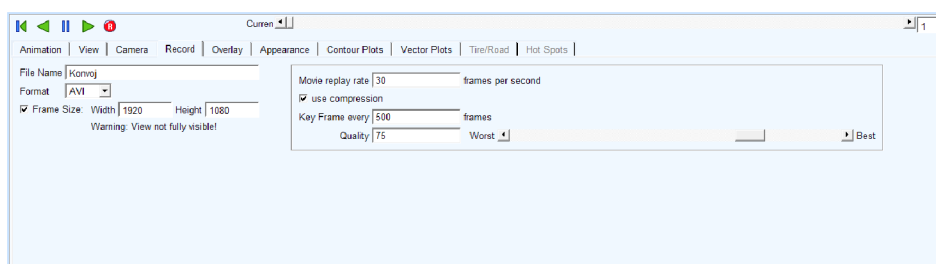 R Curren 1
Animation View Camera Record Overlay Appearance Contour Plots Vector Plots Tire/Road Hot Spots
File Name Konvoj
Format AVI
Frame Size: Width 1920 Height 1080
Warning: View not fully visible!
Movie replay rate 30 frames per second
use compression
Key Frame every 500 frames
Quality 75 Worst Best